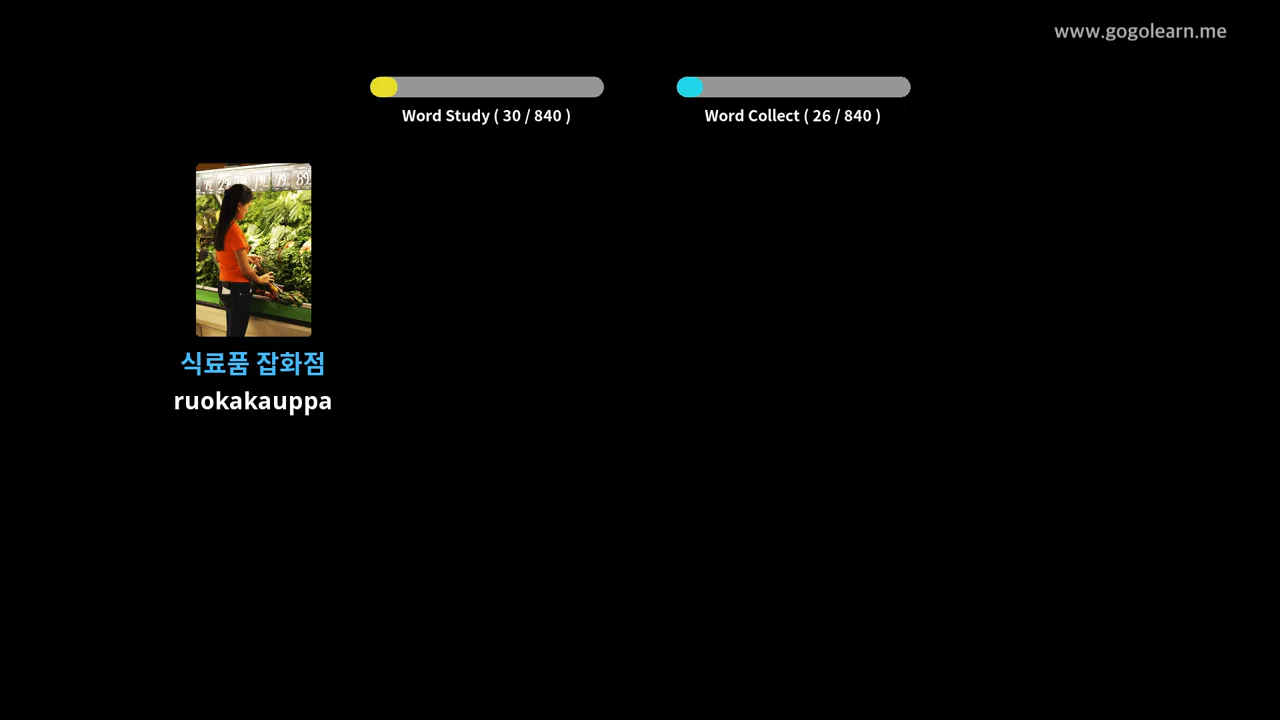 www.gogolearn.me
Word Study ( 30 / 840 )
Word Collect ( 26 / 840 )
식료품 잡화점
ruokakauppa